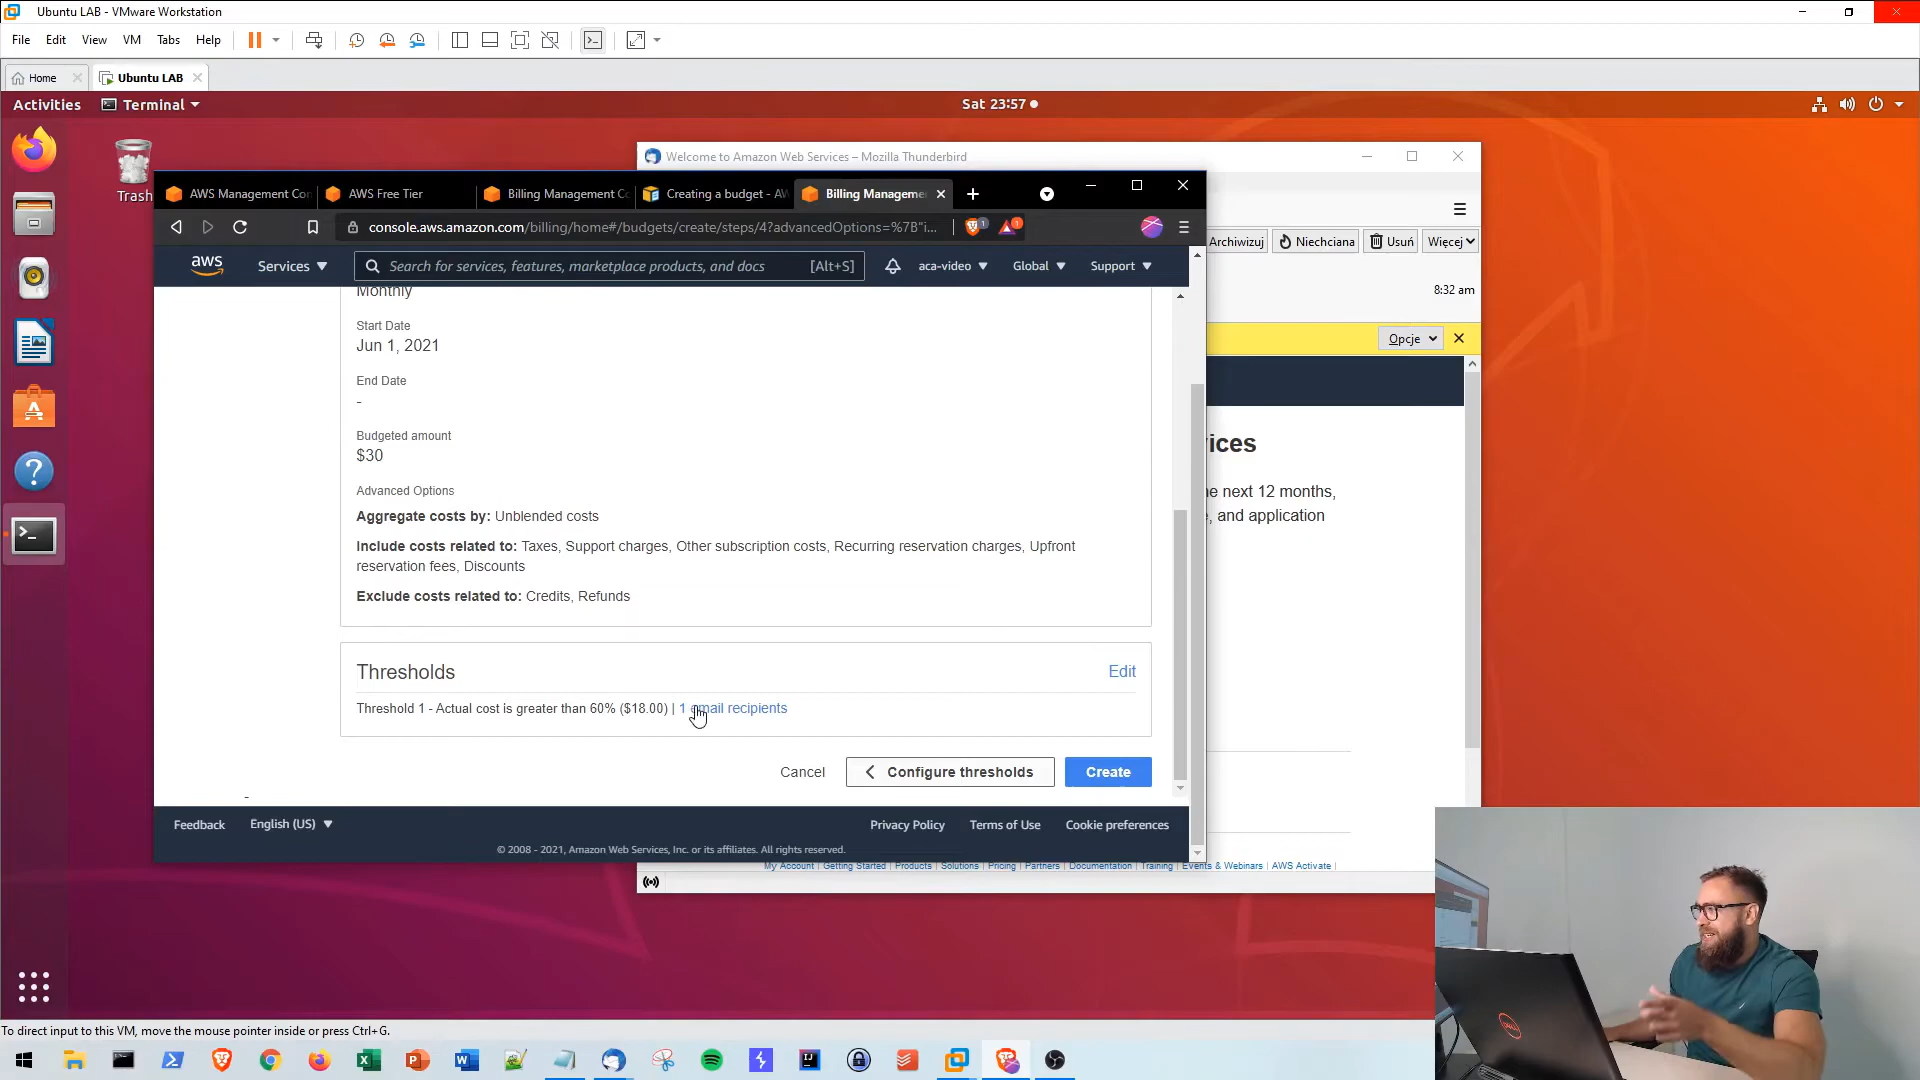 Ubuntu LAB - VMware Workstation
File Edit View VM Tabs Help
Home Ubuntu LAB
Activities Terminal Sat 23:57
Trash
Welcome to Amazon Web Services – Mozilla Thunderbird
AWS Management Con AWS Free Tier Billing Management Co Creating a budget - AW Billing Manageme
console.aws.amazon.com/billing/home#/budgets/create/steps/4?advancedOptions=%7B"i...
Archiwizuj Niechciana Usuń Więcej
aws Services Search for services, features, marketplace products, and docs [Alt+S] aca-video Global Support
8:32 am
Monthly
Start Date
Jun 1, 2021
Opcje
End Date
-
Budgeted amount
$30
vices
Advanced Options
he next 12 months,
Aggregate costs by: Unblended costs
, and application
Include costs related to: Taxes, Support charges, Other subscription costs, Recurring reservation charges, Upfront
reservation fees, Discounts
Exclude costs related to: Credits, Refunds
Thresholds Edit
Threshold 1 - Actual cost is greater than 60% ($18.00) | 1 email recipients
Cancel Configure thresholds Create
Feedback English (US) Privacy Policy Terms of Use Cookie preferences
© 2008 - 2021, Amazon Web Services, Inc. or its affiliates. All rights reserved.
My Account | Getting Started | Products | Solutions | Pricing | Partners | Documentation | Training | Events & Webinars | AWS Activate |
To direct input to this VM, move the mouse pointer inside or press Ctrl+G.